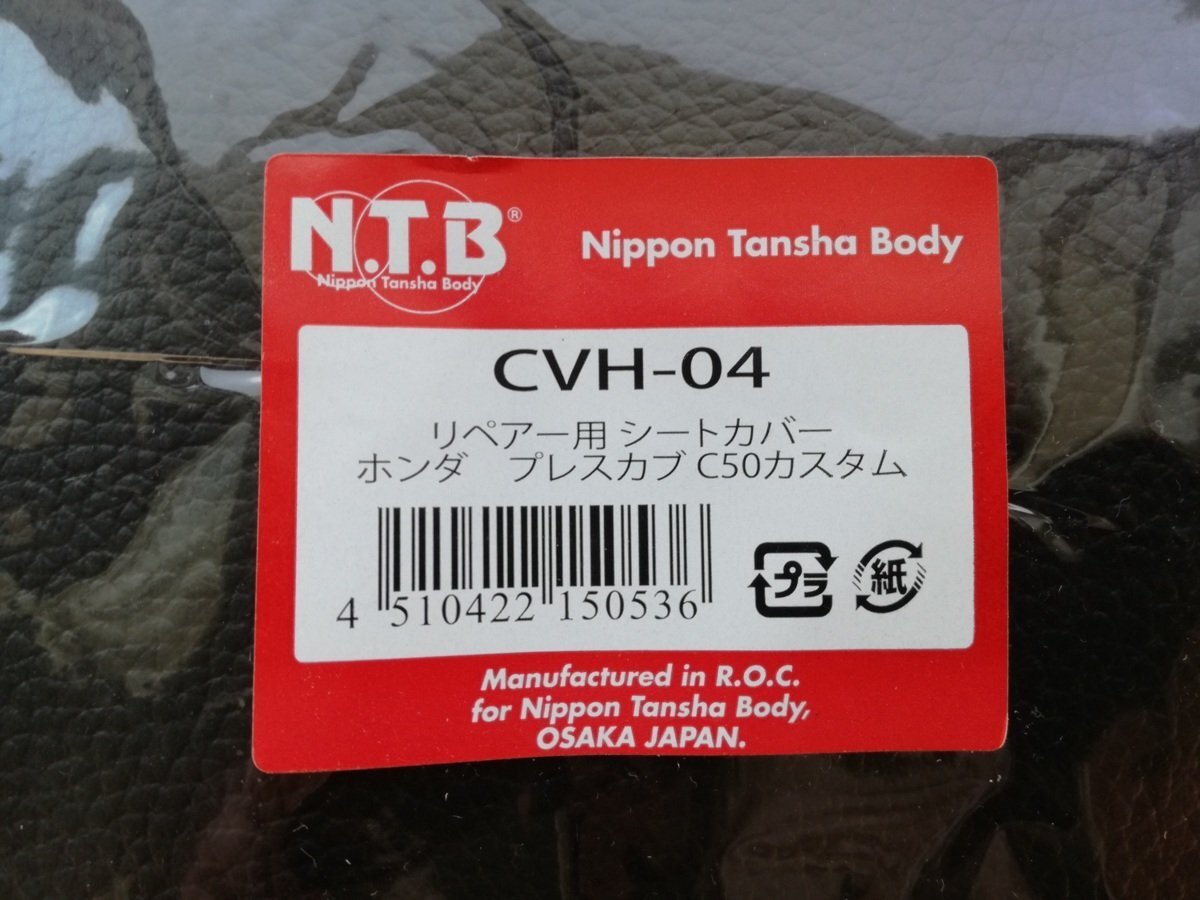 N.T.B®
Nippon Tansha Body
Nippon Tansha Body
CVH-04
リペアー用 シートカバー
ホンダ　プレスカブ C50カスタム
4 510422 150536
プラ
紙
Manufactured in R.O.C.
for Nippon Tansha Body,
OSAKA JAPAN.